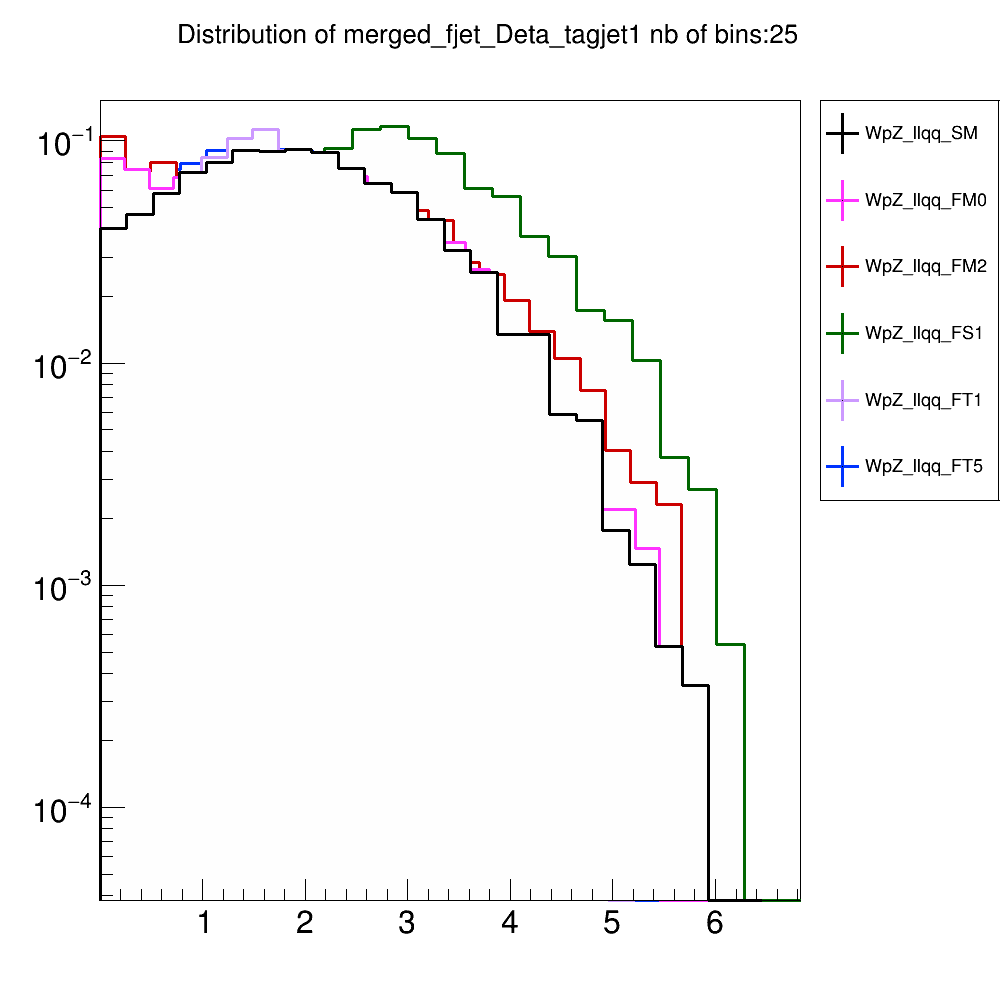 Distribution of merged_fjet_Deta_tagjet1 nb of bins:25
10⁻¹
10⁻²
10⁻³
10⁻⁴
1 2 3 4 5 6
WpZ_llqq_SM
WpZ_llqq_FM0
WpZ_llqq_FM2
WpZ_llqq_FS1
WpZ_llqq_FT1
WpZ_llqq_FT5